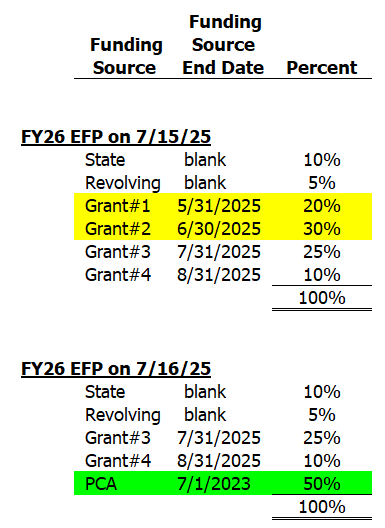 Funding
Funding Source
Source End Date Percent
FY26 EFP on 7/15/25
State blank 10%
Revolving blank 5%
Grant#1 5/31/2025 20%
Grant#2 6/30/2025 30%
Grant#3 7/31/2025 25%
Grant#4 8/31/2025 10%
100%
FY26 EFP on 7/16/25
State blank 10%
Revolving blank 5%
Grant#3 7/31/2025 25%
Grant#4 8/31/2025 10%
PCA 7/1/2023 50%
100%